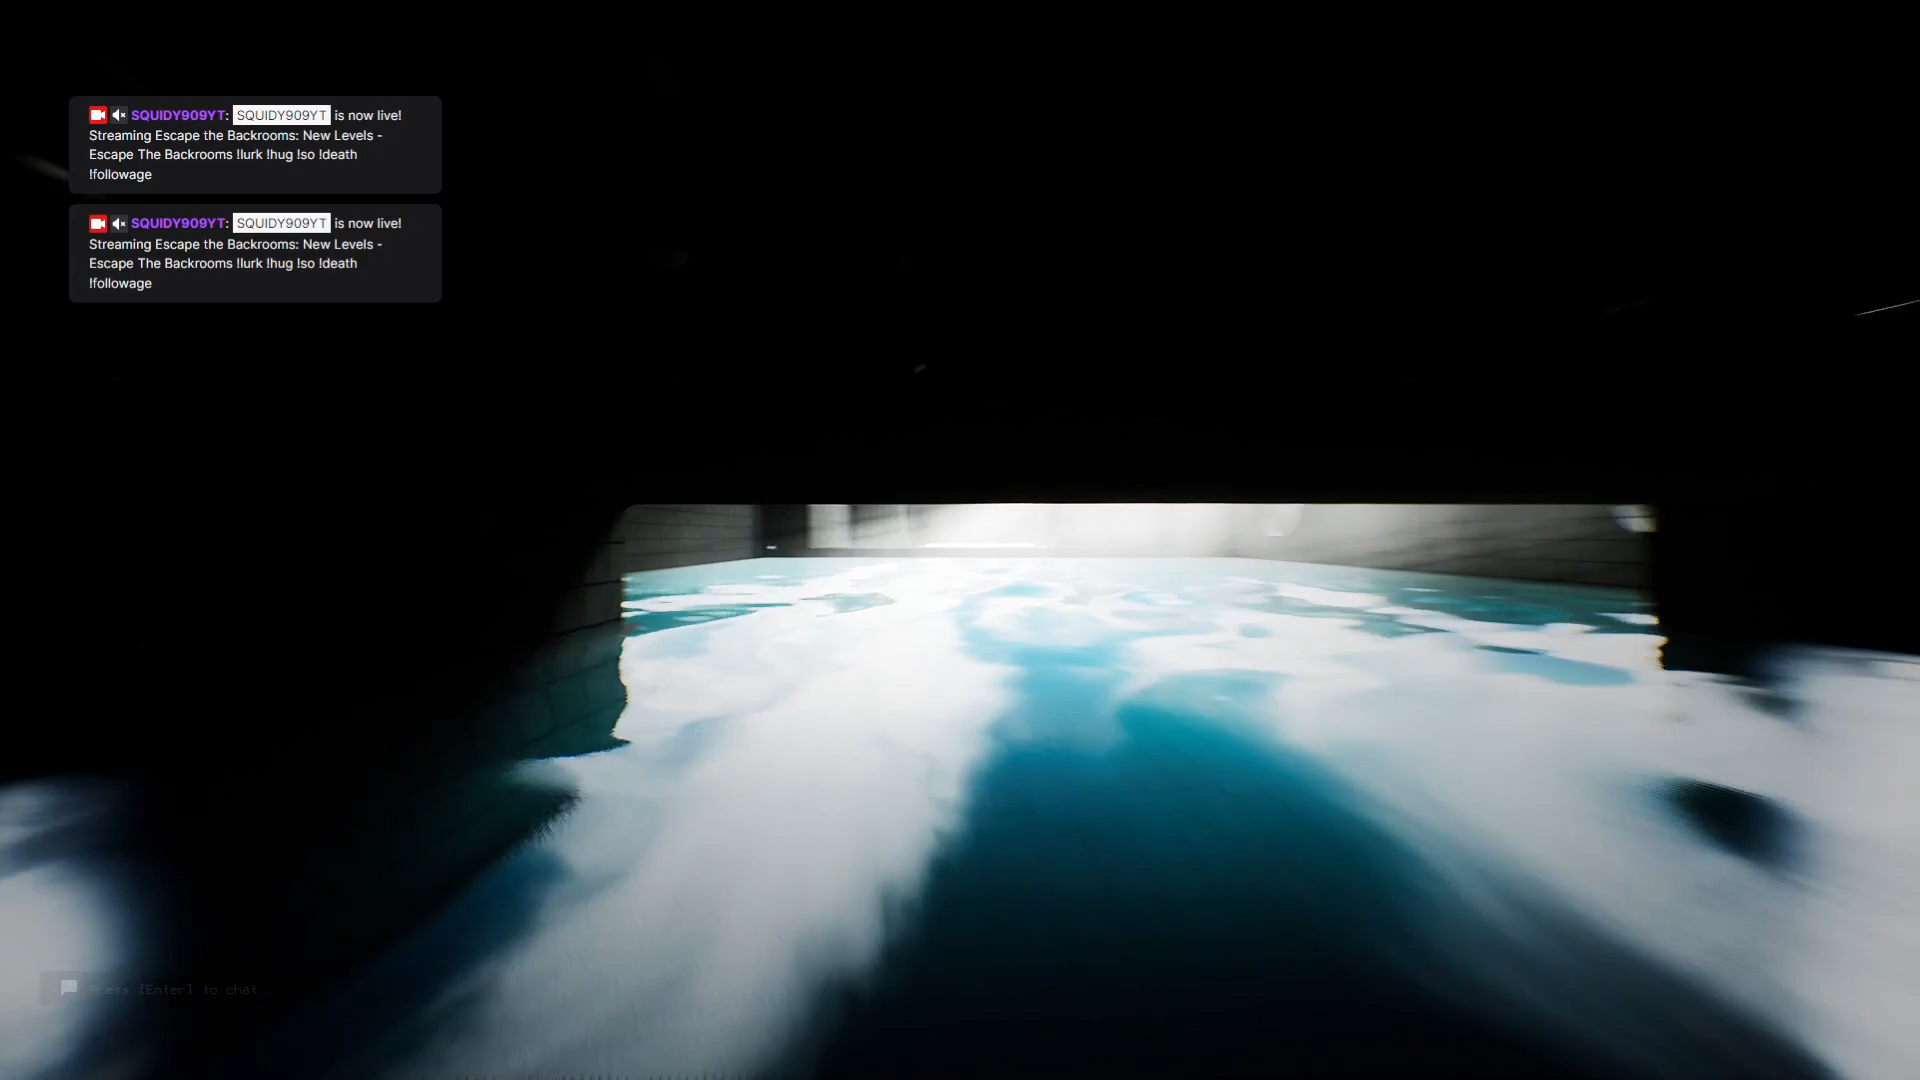 SQUIDY909YT: SQUIDY909YT is now live!
Streaming Escape the Backrooms: New Levels -
Escape The Backrooms !lurk !hug !so !death
!followage
SQUIDY909YT: SQUIDY909YT is now live!
Streaming Escape the Backrooms: New Levels -
Escape The Backrooms !lurk !hug !so !death
!followage
Press [Enter] to chat...